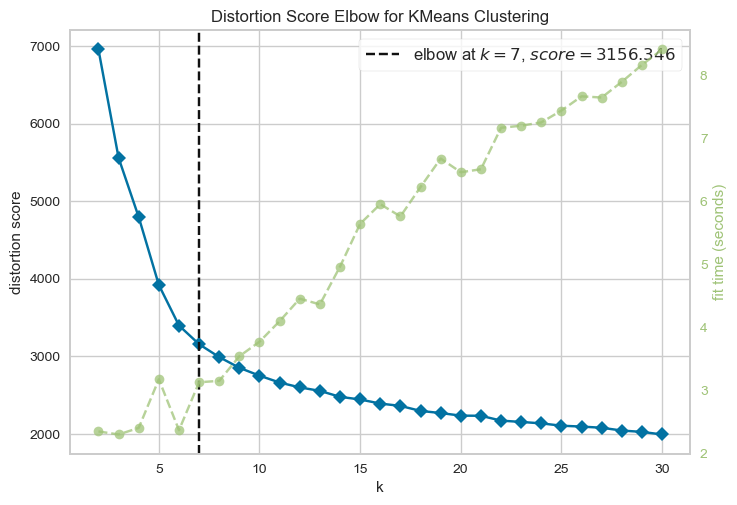 Distortion Score Elbow for KMeans Clustering
elbow at k = 7, score = 3156.346
distortion score
7000
6000
5000
4000
3000
2000
8
7
6
5
4
3
2
fit time (seconds)
5 10 15 20 25 30
k